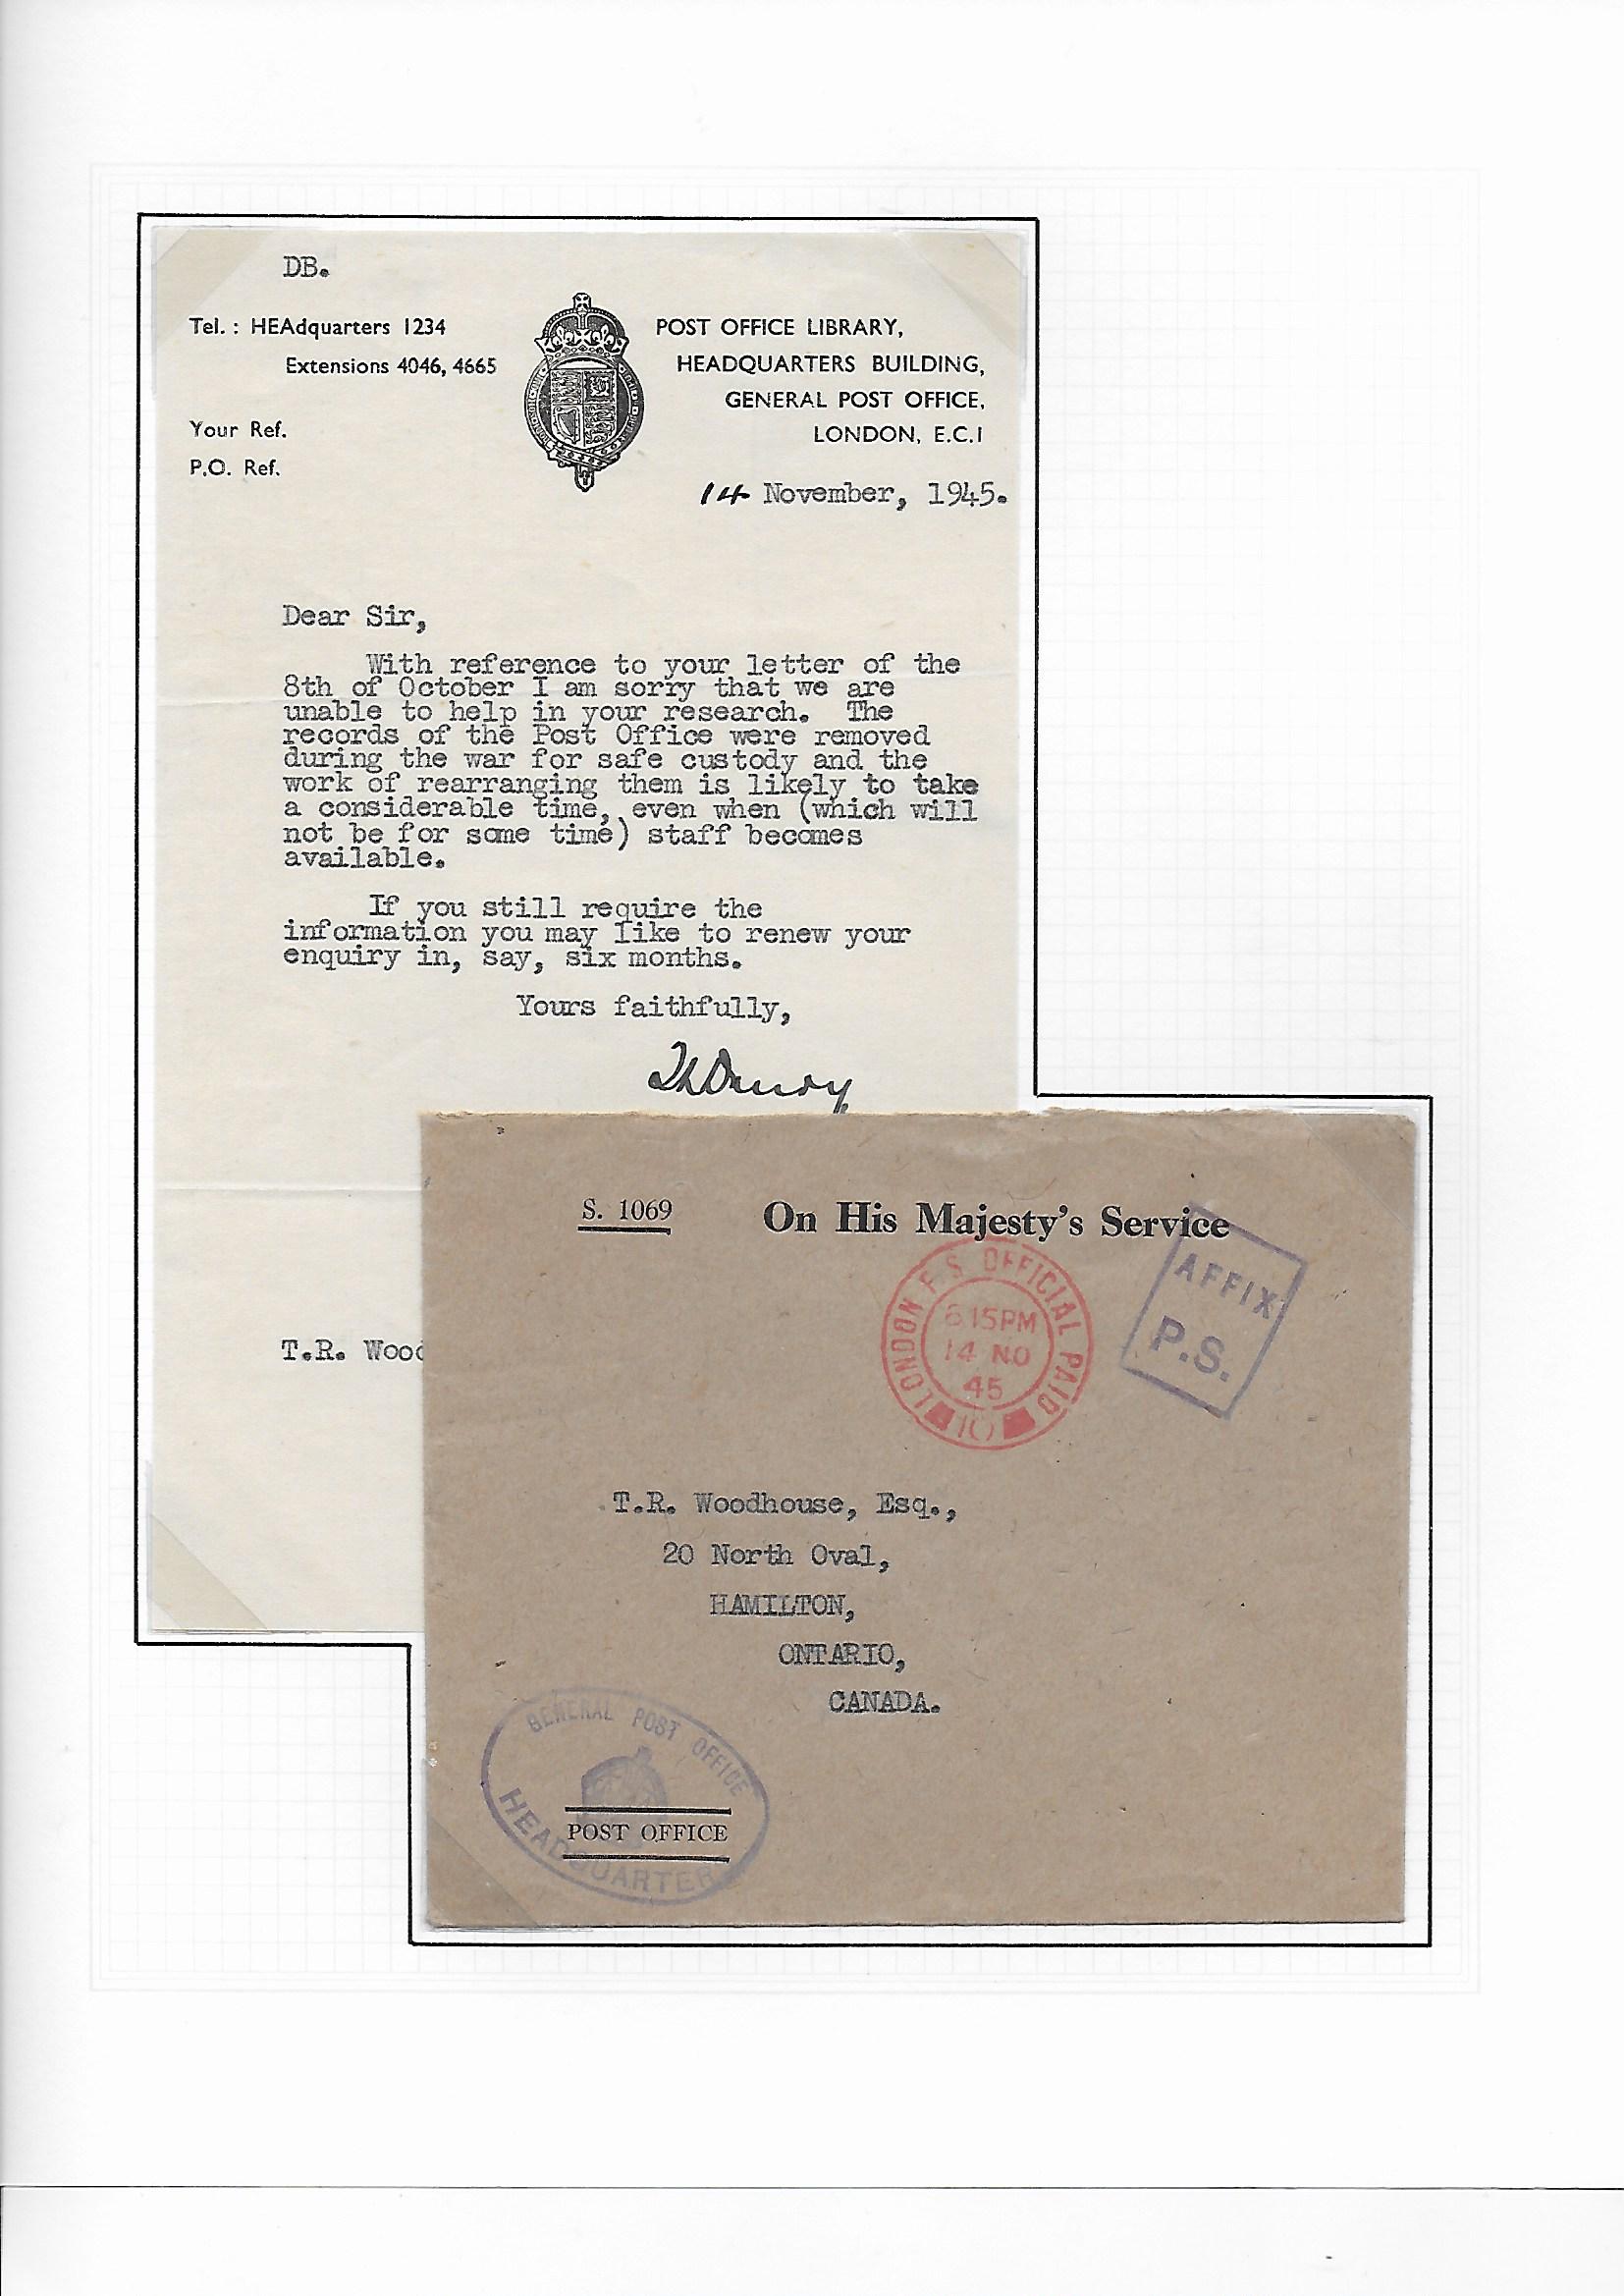 DB.
Tel. : HEAdquarters 1234
Extensions 4046, 4665
Your Ref.
P.O. Ref.
POST OFFICE LIBRARY,
HEADQUARTERS BUILDING,
GENERAL POST OFFICE,
LONDON, E.C.1
14 November, 1945.
Dear Sir,
With reference to your letter of the
8th of October I am sorry that we are
unable to help in your research. The
records of the Post Office were removed
during the war for safe custody and the
work of rearranging them is likely to take
a considerable time, even when (which will
not be for some time) staff becomes
available.
If you still require the
information you may like to renew your
enquiry in, say, six months.
Yours faithfully,
T.R. Wood
S. 1069
On His Majesty's Service
LONDON F.S. OFFICIAL PAID
6 15PM
14 NO
45
10
AFFIX
P.S.
T.R. Woodhouse, Esq.,
20 North Oval,
HAMILTON,
ONTARIO,
CANADA.
GENERAL POST OFFICE
POST OFFICE
HEADQUARTER